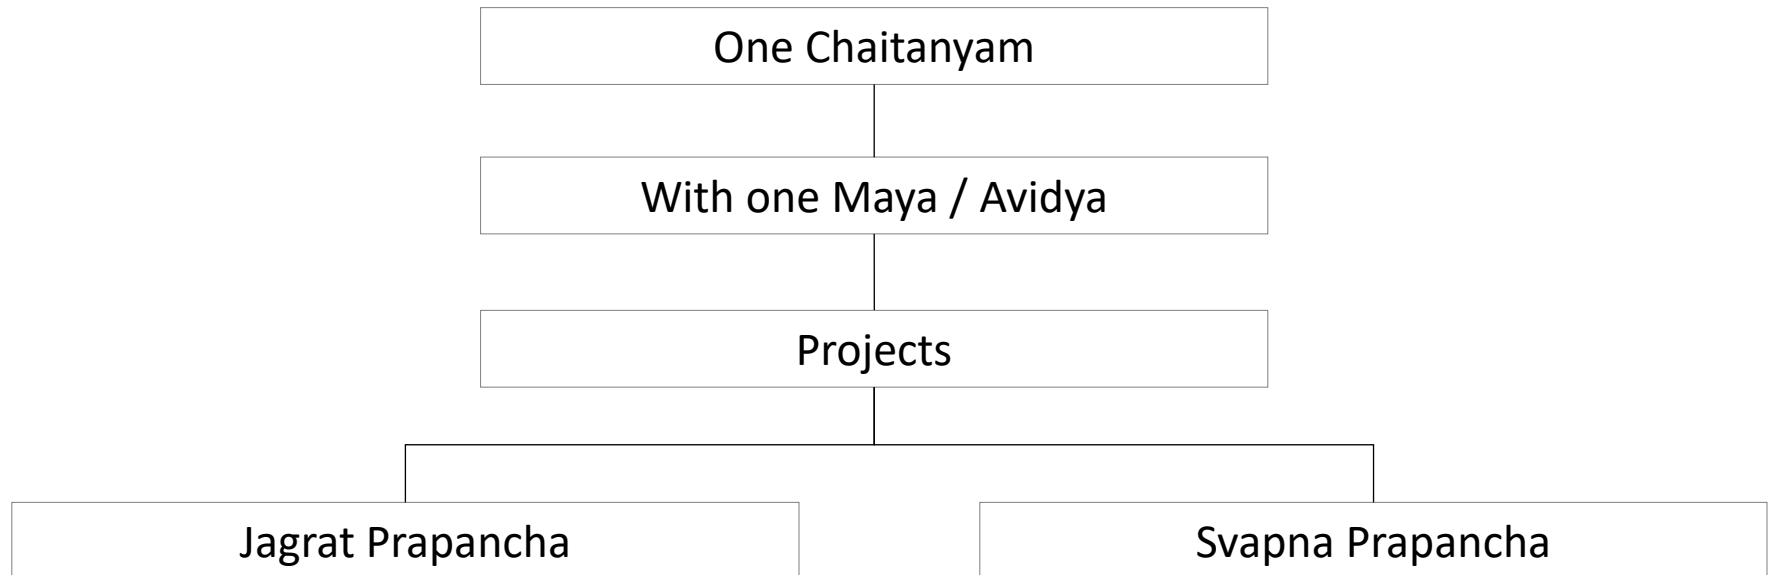 One Chaitanyam
With one Maya / Avidya
Projects
Jagrat Prapancha
Svapna Prapancha